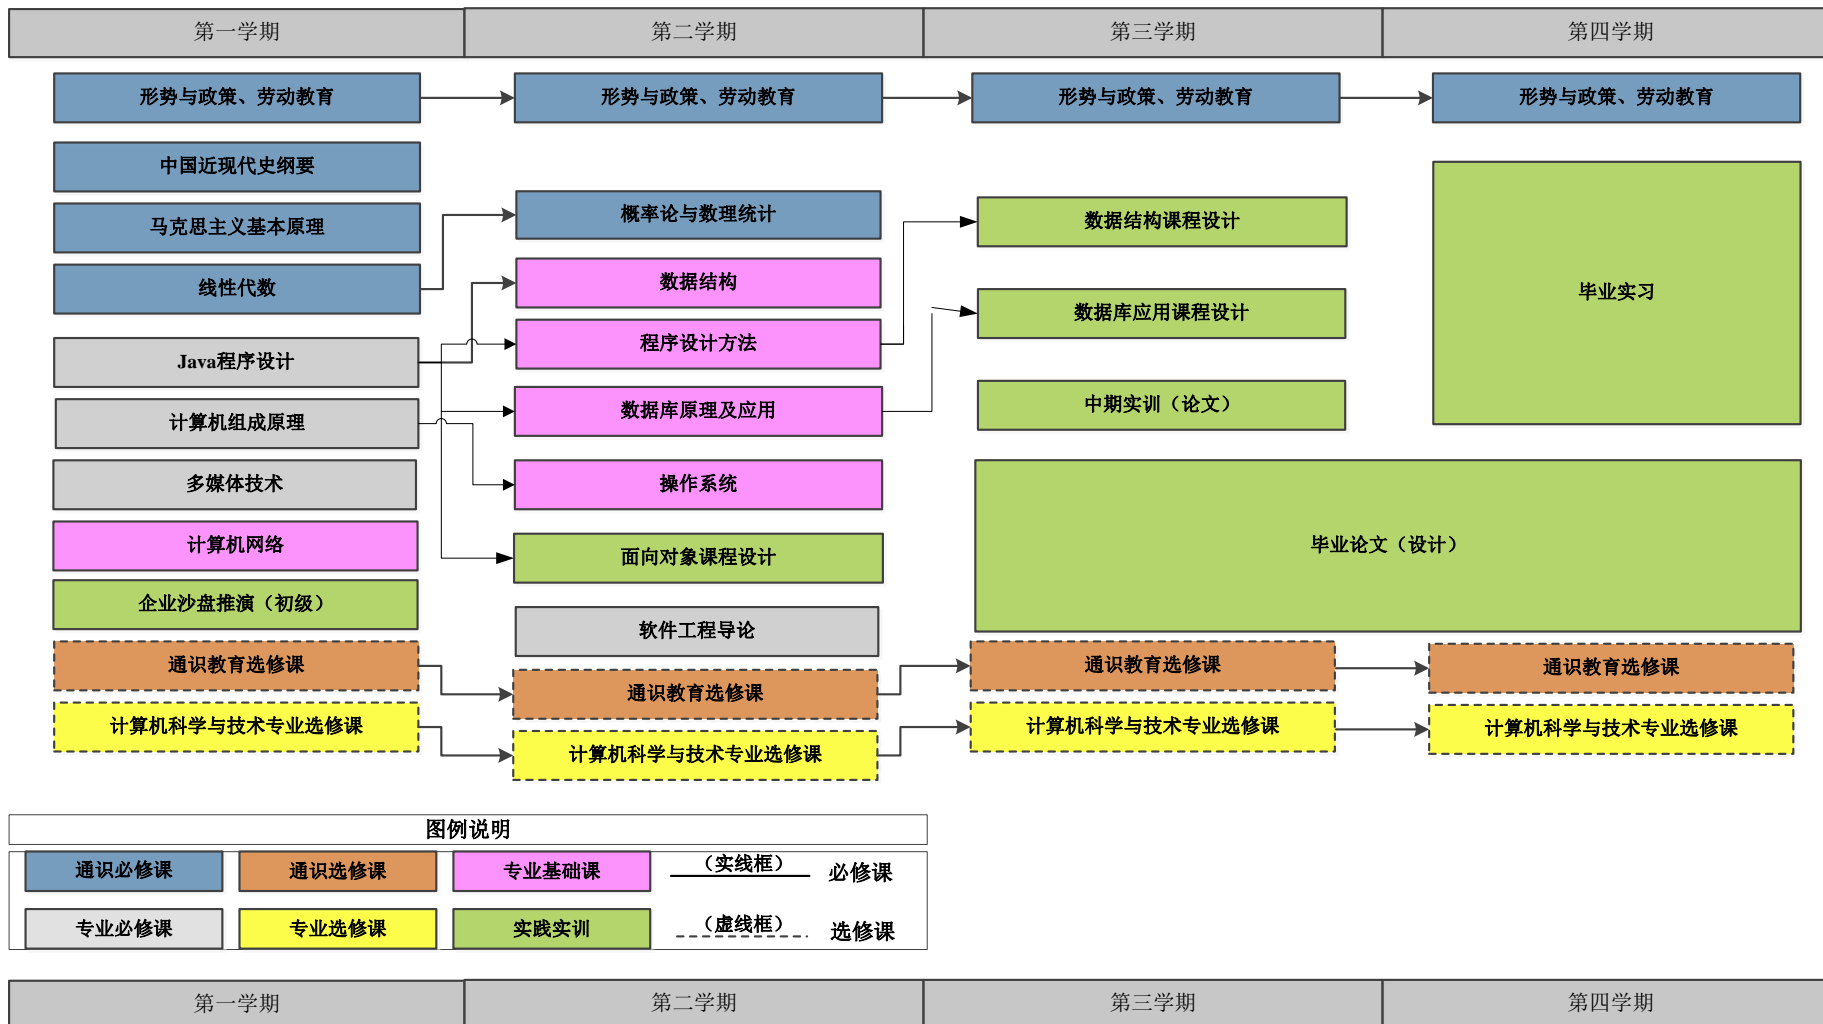 第一学期 第二学期 第三学期 第四学期
形势与政策、劳动教育 形势与政策、劳动教育 形势与政策、劳动教育 形势与政策、劳动教育
中国近现代史纲要
马克思主义基本原理
线性代数
Java程序设计
计算机组成原理
多媒体技术
计算机网络
企业沙盘推演（初级）
通识教育选修课
计算机科学与技术专业选修课
概率论与数理统计
数据结构
程序设计方法
数据库原理及应用
操作系统
面向对象课程设计
软件工程导论
通识教育选修课
计算机科学与技术专业选修课
数据结构课程设计
数据库应用课程设计
中期实训（论文）
毕业实习
毕业论文（设计）
通识教育选修课
计算机科学与技术专业选修课
通识教育选修课
计算机科学与技术专业选修课
图例说明
通识必修课 通识选修课 专业基础课 （实线框） 必修课
专业必修课 专业选修课 实践实训 （虚线框） 选修课
第一学期 第二学期 第三学期 第四学期